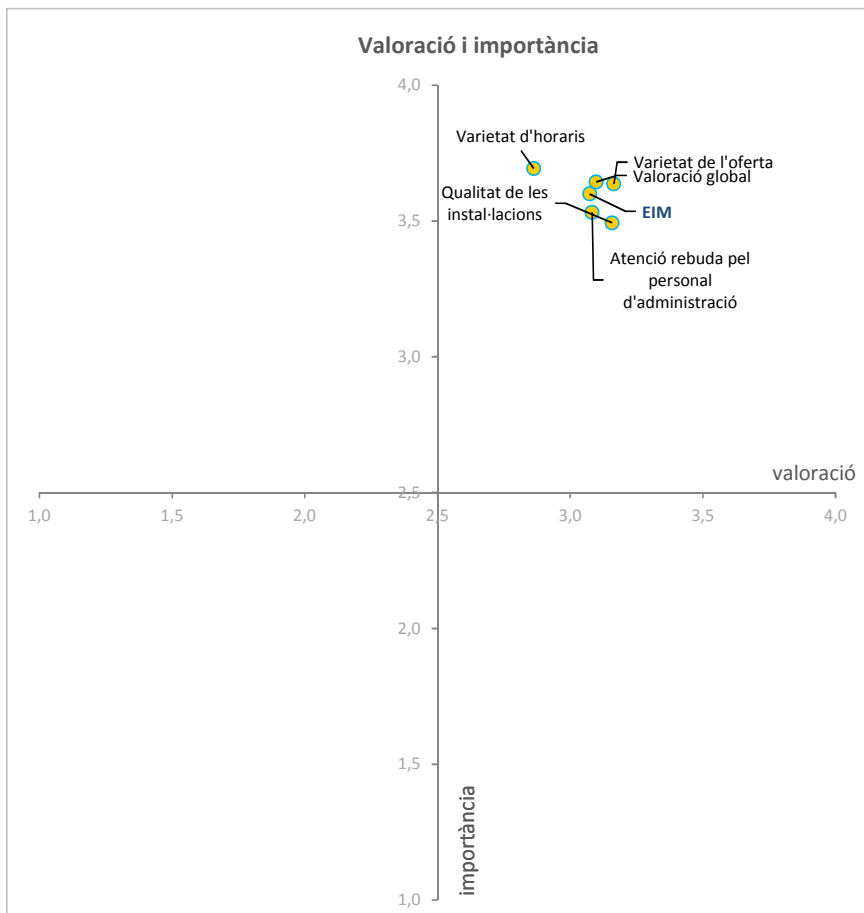 Valoració i importància
4,0
Varietat d'horaris
Varietat de l'oferta
Valoració global
Qualitat de les
instal·lacions
3,5
EIM
Atenció rebuda pel
personal
d'administració
3,0
valoració
2,5
1,0 1,5 2,0 2,5 3,0 3,5 4,0
2,0
1,5
importància
1,0